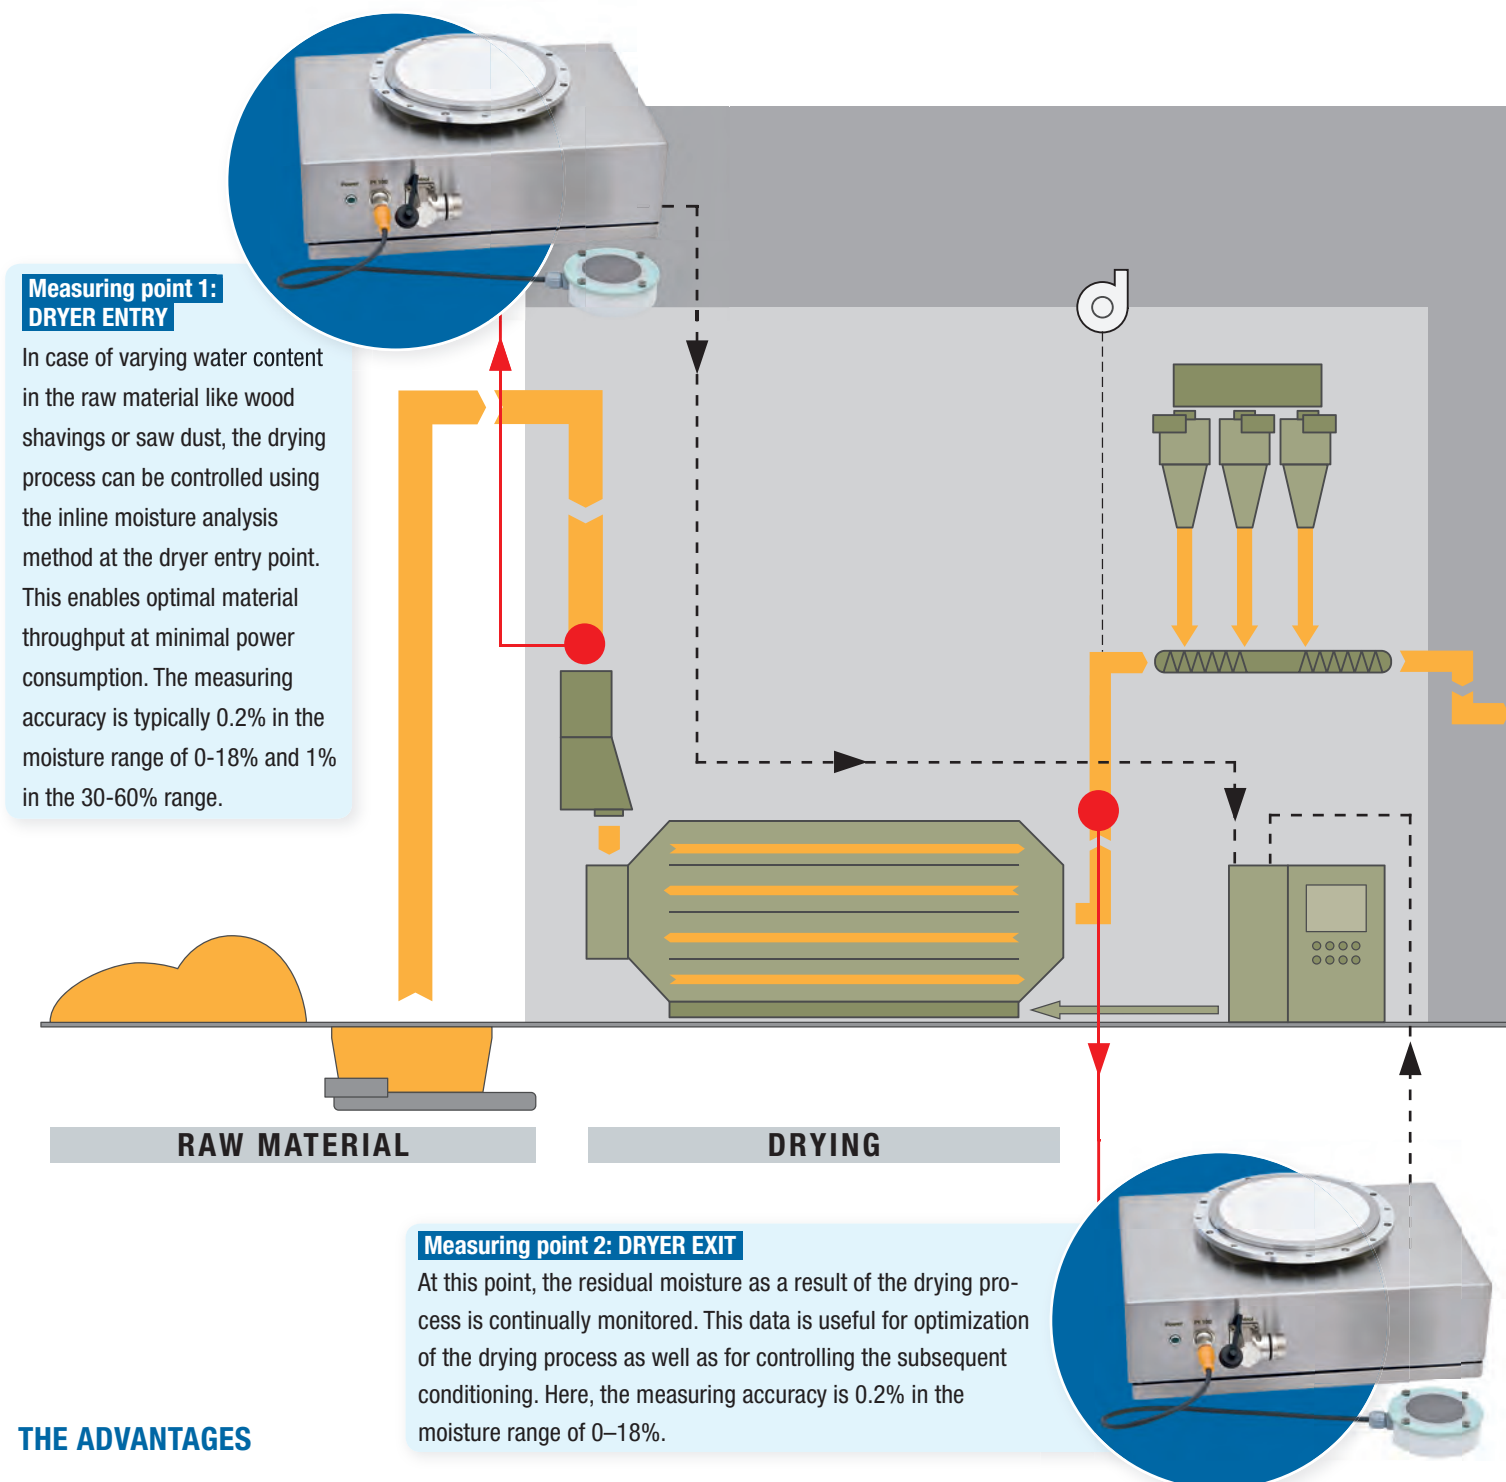 Power
Pt 100
Measuring point 1:
DRYER ENTRY
In case of varying water content
in the raw material like wood
shavings or saw dust, the drying
process can be controlled using
the inline moisture analysis
method at the dryer entry point.
This enables optimal material
throughput at minimal power
consumption. The measuring
accuracy is typically 0.2% in the
moisture range of 0-18% and 1%
in the 30-60% range.
RAW MATERIAL
DRYING
Measuring point 2: DRYER EXIT
At this point, the residual moisture as a result of the drying pro-
cess is continually monitored. This data is useful for optimization
of the drying process as well as for controlling the subsequent
conditioning. Here, the measuring accuracy is 0.2% in the
moisture range of 0–18%.
Power
Pt 100
THE ADVANTAGES